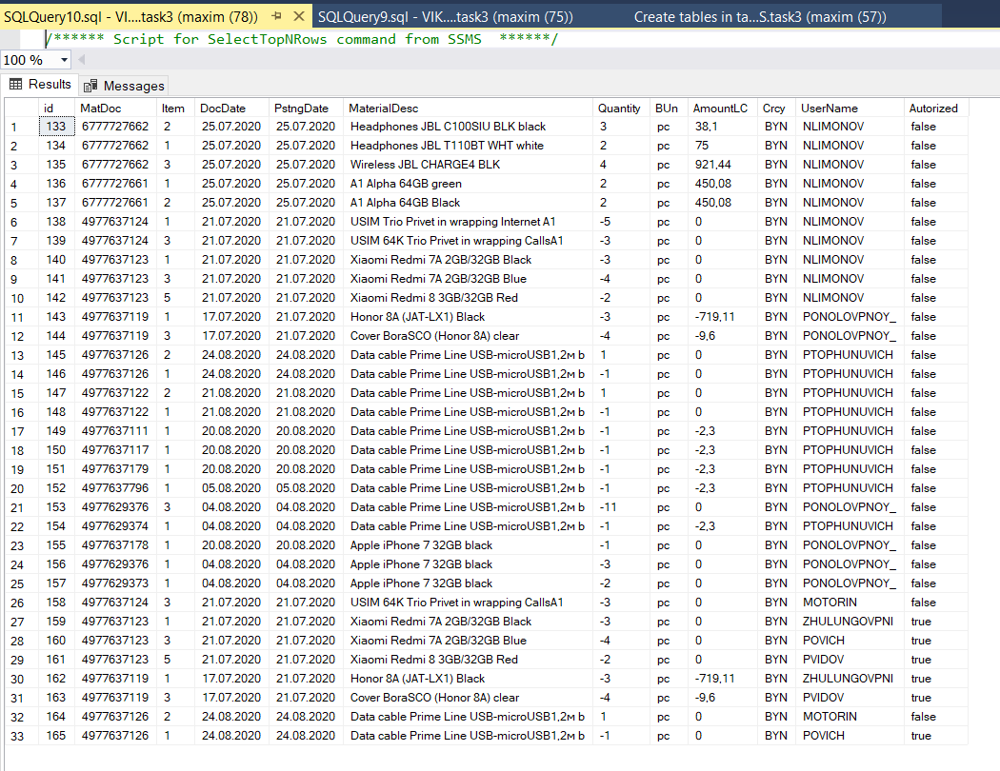 SQLQuery10.sql - VI....task3 (maxim (78)) SQLQuery9.sql - VIK....task3 (maxim (75)) Create tables in ta...S.task3 (maxim (57))
/****** Script for SelectTopNRows command from SSMS ******/
100 %
Results Messages
id MatDoc Item DocDate PstngDate MaterialDesc Quantity BUn AmountLC Crcy UserName Autorized
1 133 6777727662 2 25.07.2020 25.07.2020 Headphones JBL C100SIU BLK black 3 pc 38,1 BYN NLIMONOV false
2 134 6777727662 1 25.07.2020 25.07.2020 Headphones JBL T110BT WHT white 2 pc 75 BYN NLIMONOV false
3 135 6777727662 3 25.07.2020 25.07.2020 Wireless JBL CHARGE4 BLK 4 pc 921,44 BYN NLIMONOV false
4 136 6777727661 1 25.07.2020 25.07.2020 A1 Alpha 64GB green 2 pc 450,08 BYN NLIMONOV false
5 137 6777727661 2 25.07.2020 25.07.2020 A1 Alpha 64GB Black 2 pc 450,08 BYN NLIMONOV false
6 138 4977637124 1 21.07.2020 21.07.2020 USIM Trio Privet in wrapping Internet A1 -5 pc 0 BYN NLIMONOV false
7 139 4977637124 3 21.07.2020 21.07.2020 USIM 64K Trio Privet in wrapping CallsA1 -3 pc 0 BYN NLIMONOV false
8 140 4977637123 1 21.07.2020 21.07.2020 Xiaomi Redmi 7A 2GB/32GB Black -3 pc 0 BYN NLIMONOV false
9 141 4977637123 3 21.07.2020 21.07.2020 Xiaomi Redmi 7A 2GB/32GB Blue -4 pc 0 BYN NLIMONOV false
10 142 4977637123 5 21.07.2020 21.07.2020 Xiaomi Redmi 8 3GB/32GB Red -2 pc 0 BYN NLIMONOV false
11 143 4977637119 1 17.07.2020 21.07.2020 Honor 8A (JAT-LX1) Black -3 pc -719,11 BYN PONOLOVPNOY_ false
12 144 4977637119 3 17.07.2020 21.07.2020 Cover BoraSCO (Honor 8A) clear -4 pc -9,6 BYN PONOLOVPNOY_ false
13 145 4977637126 2 24.08.2020 24.08.2020 Data cable Prime Line USB-microUSB1,2м b 1 pc 0 BYN PTOPHUNUVICH false
14 146 4977637126 1 24.08.2020 24.08.2020 Data cable Prime Line USB-microUSB1,2м b -1 pc 0 BYN PTOPHUNUVICH false
15 147 4977637122 2 21.08.2020 21.08.2020 Data cable Prime Line USB-microUSB1,2м b 1 pc 0 BYN PTOPHUNUVICH false
16 148 4977637122 1 21.08.2020 21.08.2020 Data cable Prime Line USB-microUSB1,2м b -1 pc 0 BYN PTOPHUNUVICH false
17 149 4977637111 1 20.08.2020 20.08.2020 Data cable Prime Line USB-microUSB1,2м b -1 pc -2,3 BYN PTOPHUNUVICH false
18 150 4977637117 1 20.08.2020 20.08.2020 Data cable Prime Line USB-microUSB1,2м b -1 pc -2,3 BYN PTOPHUNUVICH false
19 151 4977637179 1 20.08.2020 20.08.2020 Data cable Prime Line USB-microUSB1,2м b -1 pc -2,3 BYN PTOPHUNUVICH false
20 152 4977637796 1 05.08.2020 05.08.2020 Data cable Prime Line USB-microUSB1,2м b -1 pc -2,3 BYN PTOPHUNUVICH false
21 153 4977629376 3 04.08.2020 04.08.2020 Data cable Prime Line USB-microUSB1,2м b -11 pc 0 BYN PONOLOVPNOY_ false
22 154 4977629374 1 04.08.2020 04.08.2020 Data cable Prime Line USB-microUSB1,2м b -1 pc -2,3 BYN PTOPHUNUVICH false
23 155 4977637178 1 20.08.2020 20.08.2020 Apple iPhone 7 32GB black -1 pc 0 BYN PONOLOVPNOY_ false
24 156 4977629376 1 04.08.2020 04.08.2020 Apple iPhone 7 32GB black -3 pc 0 BYN PONOLOVPNOY_ false
25 157 4977629373 1 04.08.2020 04.08.2020 Apple iPhone 7 32GB black -2 pc 0 BYN PONOLOVPNOY_ false
26 158 4977637124 3 21.07.2020 21.07.2020 USIM 64K Trio Privet in wrapping CallsA1 -3 pc 0 BYN MOTORIN false
27 159 4977637123 1 21.07.2020 21.07.2020 Xiaomi Redmi 7A 2GB/32GB Black -3 pc 0 BYN ZHULUNGOVPNI true
28 160 4977637123 3 21.07.2020 21.07.2020 Xiaomi Redmi 7A 2GB/32GB Blue -4 pc 0 BYN POVICH true
29 161 4977637123 5 21.07.2020 21.07.2020 Xiaomi Redmi 8 3GB/32GB Red -2 pc 0 BYN PVIDOV true
30 162 4977637119 1 17.07.2020 21.07.2020 Honor 8A (JAT-LX1) Black -3 pc -719,11 BYN ZHULUNGOVPNI true
31 163 4977637119 3 17.07.2020 21.07.2020 Cover BoraSCO (Honor 8A) clear -4 pc -9,6 BYN PVIDOV true
32 164 4977637126 2 24.08.2020 24.08.2020 Data cable Prime Line USB-microUSB1,2м b 1 pc 0 BYN MOTORIN false
33 165 4977637126 1 24.08.2020 24.08.2020 Data cable Prime Line USB-microUSB1,2м b -1 pc 0 BYN POVICH true